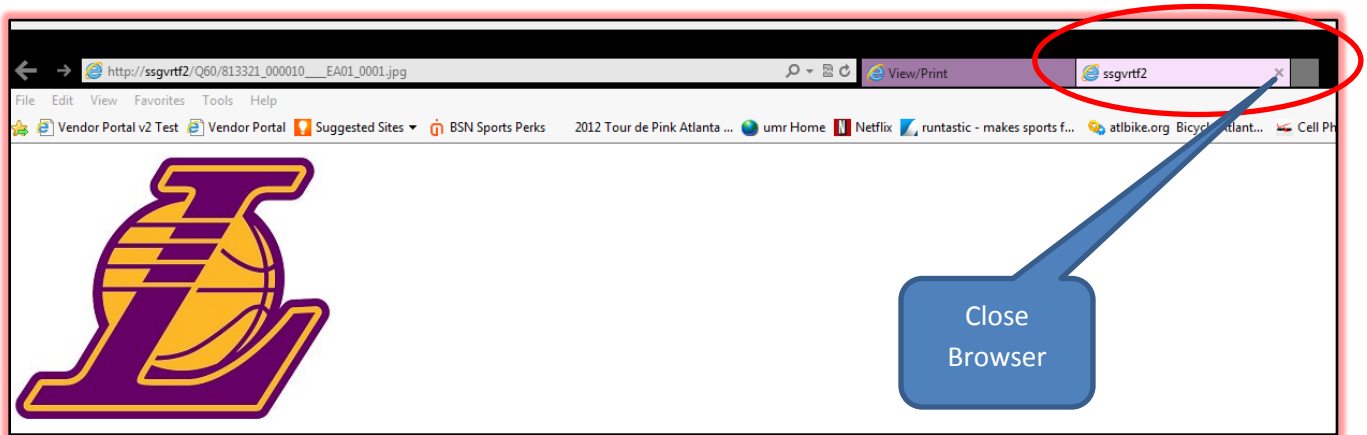 http://ssgvrtf2/Q60/813321_000010___EA01_0001.jpg View/Print ssgvrtf2
File Edit View Favorites Tools Help
Vendor Portal v2 Test Vendor Portal Suggested Sites BSN Sports Perks 2012 Tour de Pink Atlanta ... umr Home Netflix runtastic - makes sports f... atlbike.org Cell Ph
L
Close
Browser